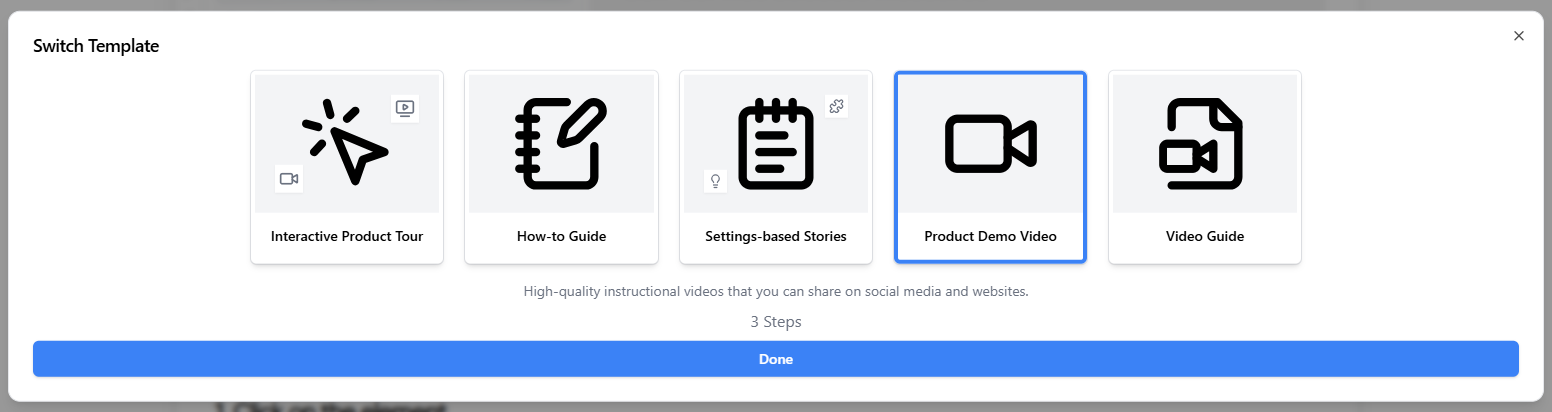 Switch Template
Interactive Product Tour
How-to Guide
Settings-based Stories
Product Demo Video
Video Guide
High-quality instructional videos that you can share on social media and websites.
3 Steps
Done
1 Click on the element